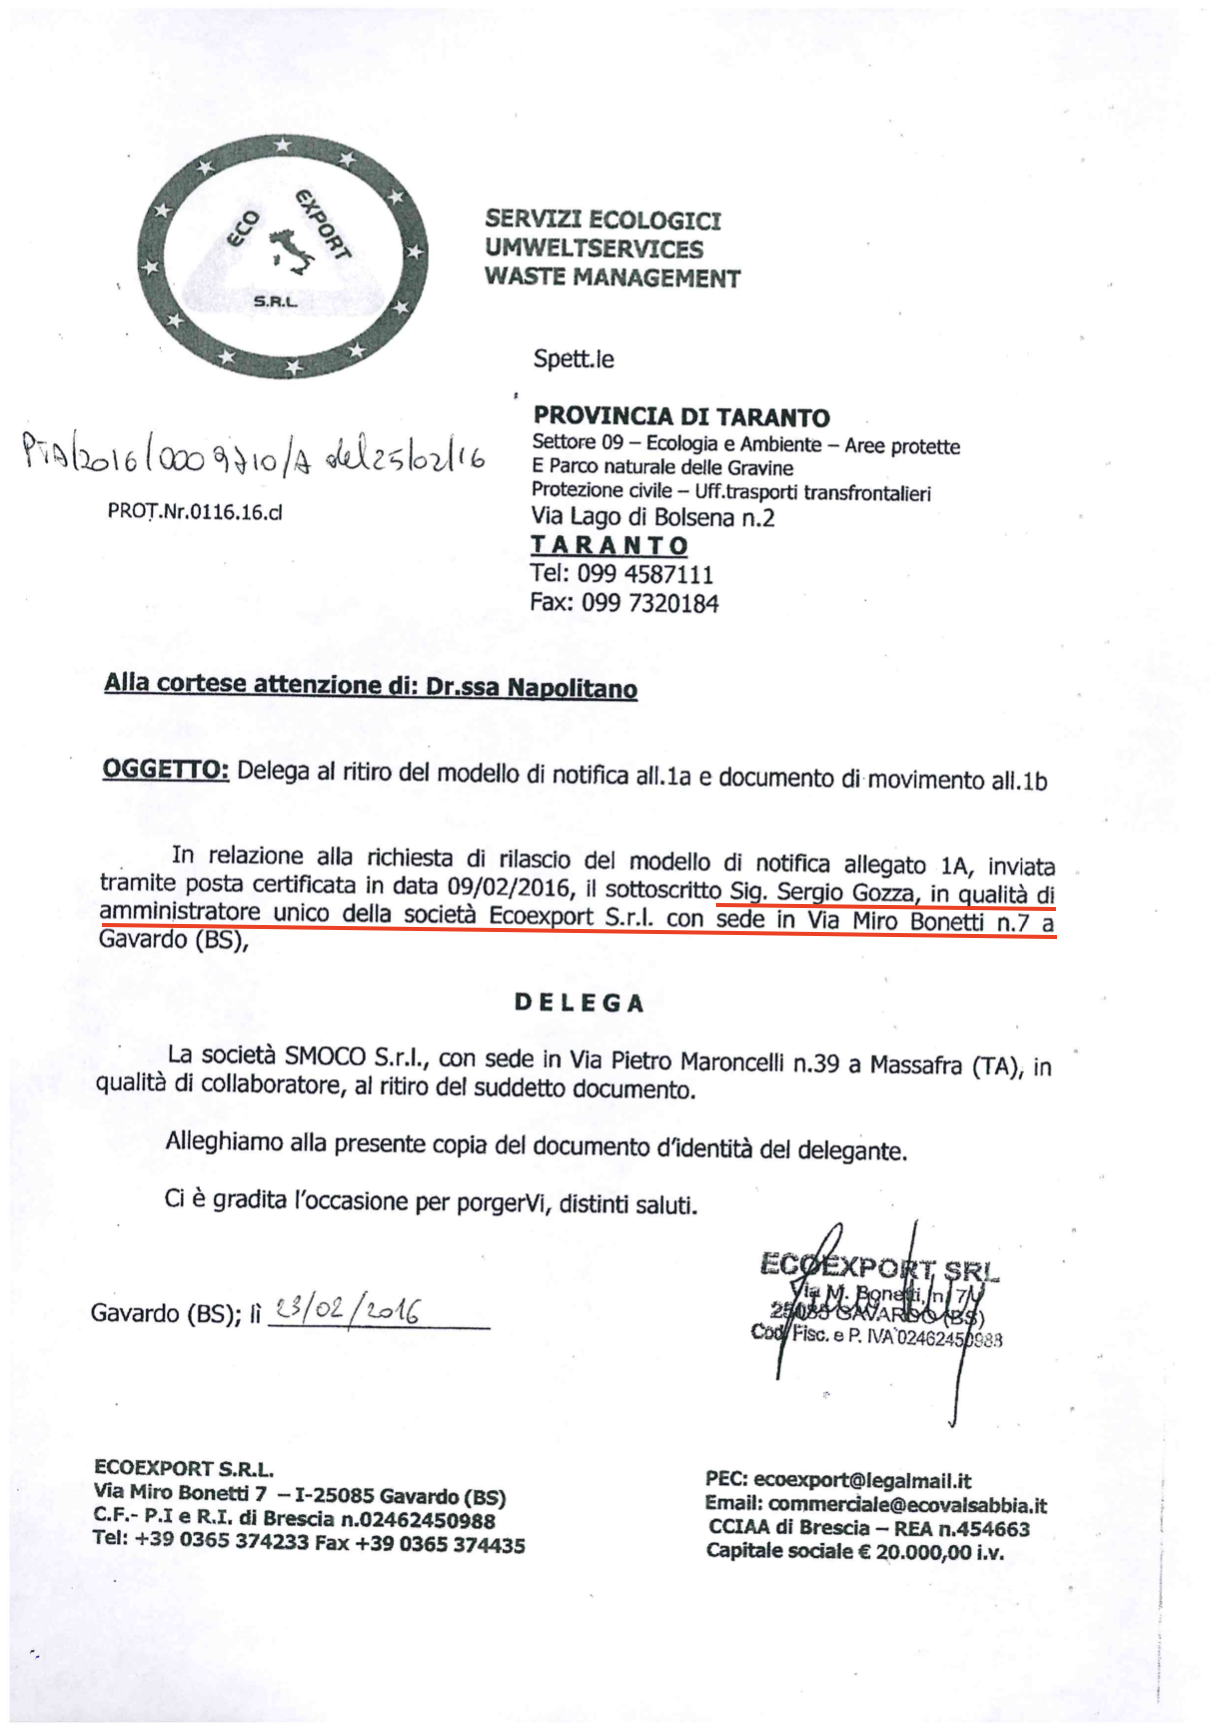 ECO EXPORT
S.R.L.
SERVIZI ECOLOGICI
UMWELTSERVICES
WASTE MANAGEMENT
Spett.le
PROVINCIA DI TARANTO
Settore 09 – Ecologia e Ambiente – Aree protette
E Parco naturale delle Gravine
Protezione civile – Uff.trasporti transfrontalieri
Via Lago di Bolsena n.2
TARANTO
Tel: 099 4587111
Fax: 099 7320184
del 25/02/16
PROT.Nr.0116.16.cl
Alla cortese attenzione di: Dr.ssa Napolitano
OGGETTO: Delega al ritiro del modello di notifica all.1a e documento di movimento all.1b
In relazione alla richiesta di rilascio del modello di notifica allegato 1A, inviata
tramite posta certificata in data 09/02/2016, il sottoscritto Sig. Sergio Gozza, in qualità di
amministratore unico della società Ecoexport S.r.l. con sede in Via Miro Bonetti n.7 a
Gavardo (BS),
DELEGA
La società SMOCO S.r.l., con sede in Via Pietro Maroncelli n.39 a Massafra (TA), in
qualità di collaboratore, al ritiro del suddetto documento.
Alleghiamo alla presente copia del documento d'identità del delegante.
Ci è gradita l'occasione per porgerVi, distinti saluti.
ECOEXPORT SRL
Via M. Bonetti, n. 7
25085 GAVARDO (BS)
Cod. Fisc. e P. IVA 02462450988
Gavardo (BS); lì 23/02/2016
ECOEXPORT S.R.L.
Via Miro Bonetti 7 – I-25085 Gavardo (BS)
C.F.- P.I e R.I. di Brescia n.02462450988
Tel: +39 0365 374233 Fax +39 0365 374435
PEC: ecoexport@legalmail.it
Email: commerciale@ecovalsabbia.it
CCIAA di Brescia – REA n.454663
Capitale sociale € 20.000,00 i.v.